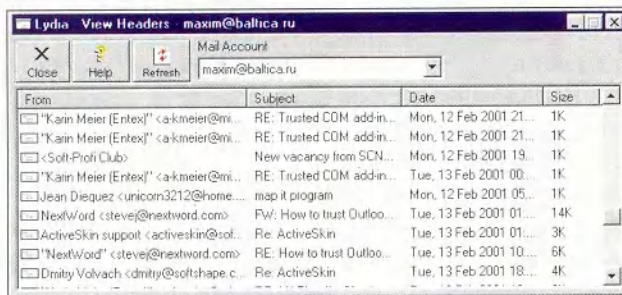 Lydia View Headers - maxim@baltica.ru
Close
Help
Refresh
Mail Account
maxim@baltica.ru
From Subject Date Size
"Karin Meier (Entex)" <a-kmeier@mi... RE: Trusted COM add-in... Mon, 12 Feb 2001 21... 1K
"Karin Meier (Entex)" <a-kmeier@mi... RE: Trusted COM add-in... Mon, 12 Feb 2001 21... 1K
<Soft-Profi Club> New vacancy from SCN... Mon, 12 Feb 2001 19... 1K
"Karin Meier (Entex)" <a-kmeier@mi... RE: Trusted COM add-in... Tue, 13 Feb 2001 00:... 1K
Jean Dieguez <unicorn3212@home.... map it program Mon, 12 Feb 2001 05... 1K
NextWord <stevej@nextword.com> FW: How to trust Outloo... Tue, 13 Feb 2001 01:... 14K
ActiveSkin support <activeskin@sof... Re: ActiveSkin Tue, 13 Feb 2001 01:... 3K
"NextWord" <stevej@nextword.com> RE: How to trust Outloo... Tue, 13 Feb 2001 10:... 6K
Dmitry Volvach <dmitry@softshape.c... Re: ActiveSkin Tue, 13 Feb 2001 18... 4K